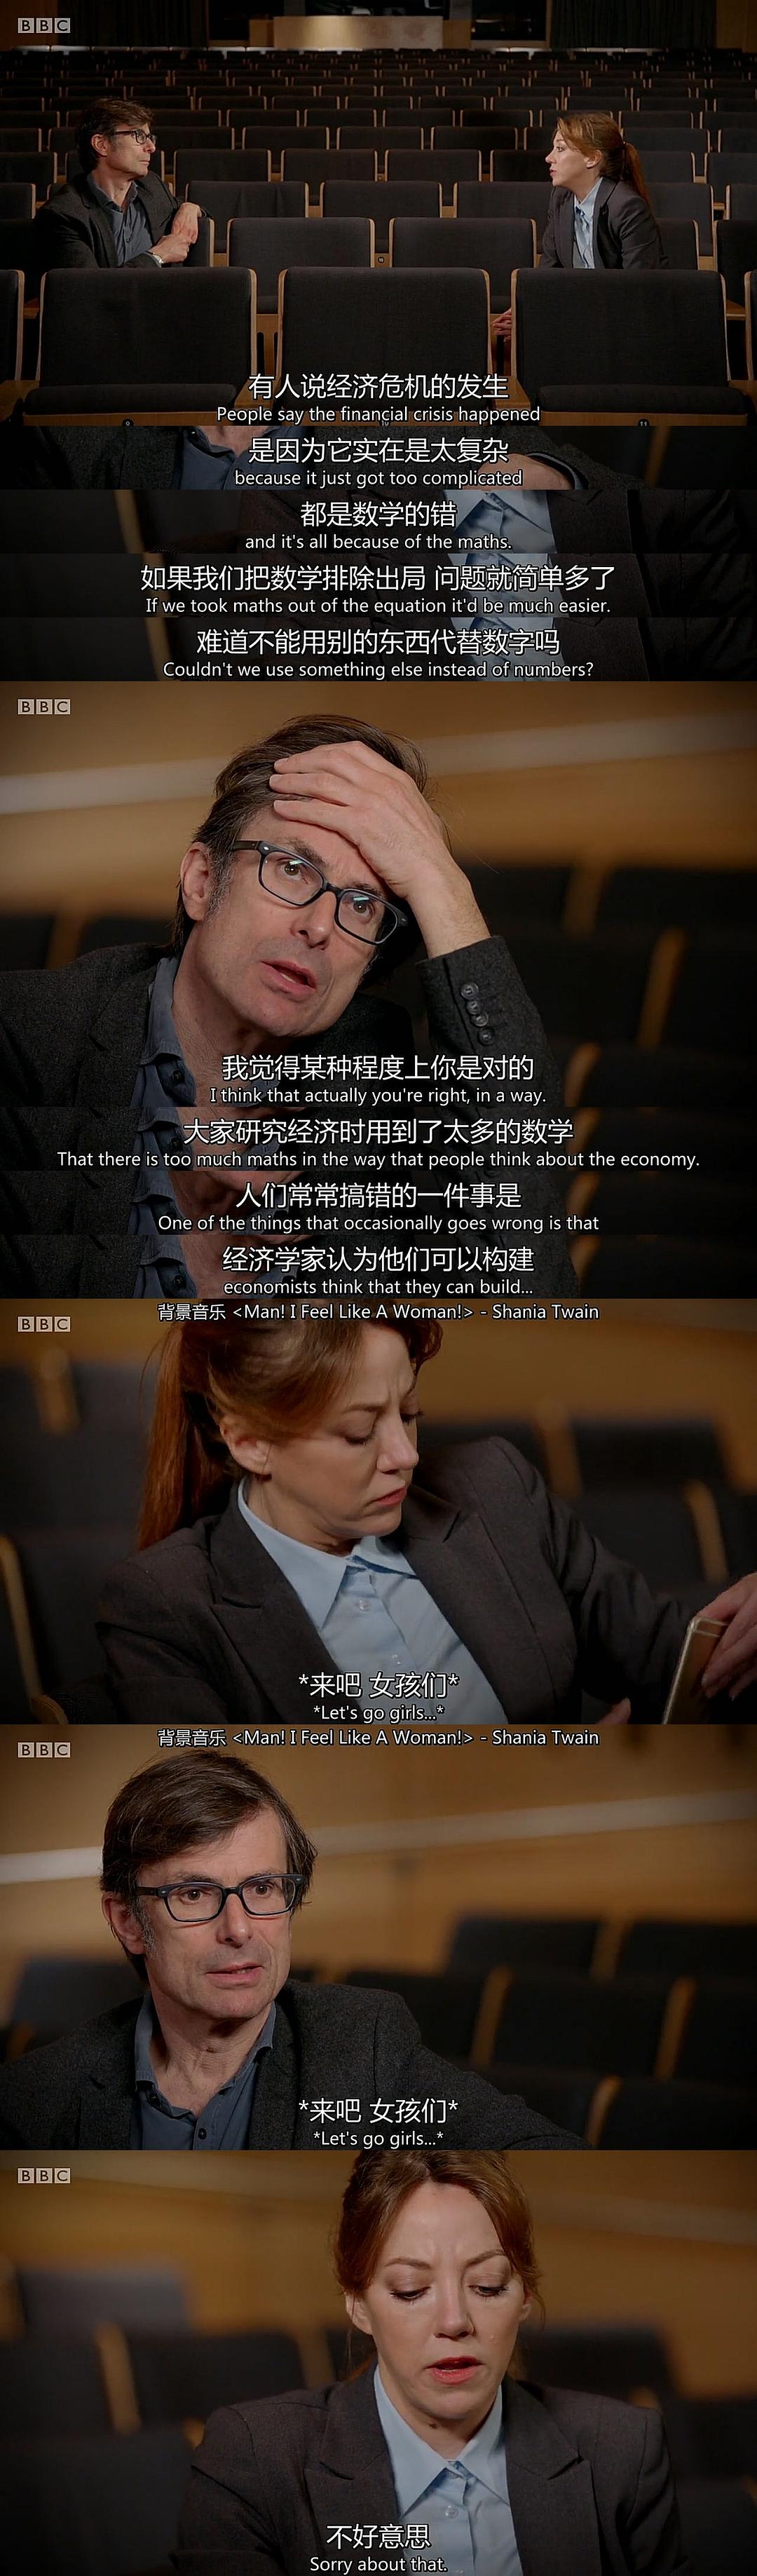 BBC
有人说经济危机的发生
People say the financial crisis happened
是因为它实在是太复杂
because it just got too complicated
都是数学的错
and it's all because of the maths.
如果我们把数学排除出局 问题就简单多了
If we took maths out of the equation it'd be much easier.
难道不能用别的东西代替数字吗
Couldn't we use something else instead of numbers?
BBC
我觉得某种程度上你是对的
I think that actually you're right, in a way.
大家研究经济时用到了太多的数学
That there is too much maths in the way that people think about the economy.
人们常常搞错的一件事是
One of the things that occasionally goes wrong is that
经济学家认为他们可以构建
economists think that they can build...
背景音乐 <Man! I Feel Like A Woman!> - Shania Twain
BBC
*来吧 女孩们*
*Let's go girls...*
背景音乐 <Man! I Feel Like A Woman!> - Shania Twain
BBC
*来吧 女孩们*
*Let's go girls...*
BBC
不好意思
Sorry about that.